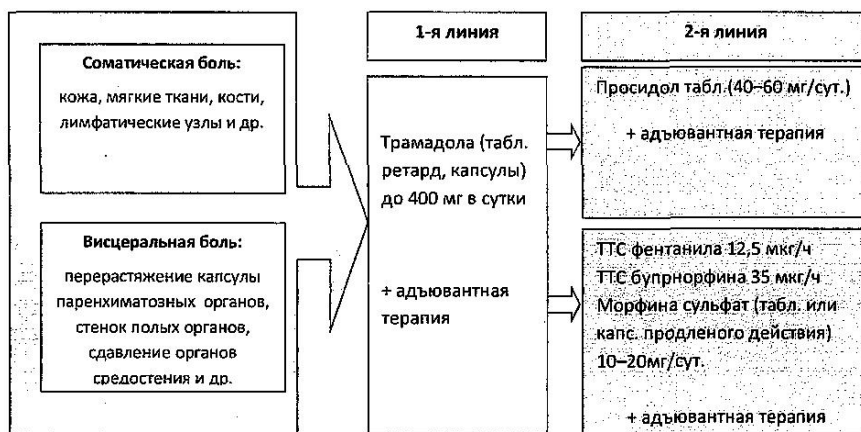 Соматическая боль:
кожа, мягкие ткани, кости,
лимфатические узлы и др.
Висцеральная боль:
перерастяжение капсулы
паренхиматозных органов,
стенок полых органов,
сдавление органов
средостения и др.
1-я линия
Трамадола (табл.
ретард, капсулы)
до 400 мг в сутки
+ адъювантная
терапия
2-я линия
Просидол табл.(40–60 мг/сут.)
+ адъювантная терапия
ТТС фентанила 12,5 мкг/ч
ТТС бупрнорфина 35 мкг/ч
Морфина сульфат (табл. или
капс. продленого действия)
10–20мг/сут.
+ адъювантная терапия